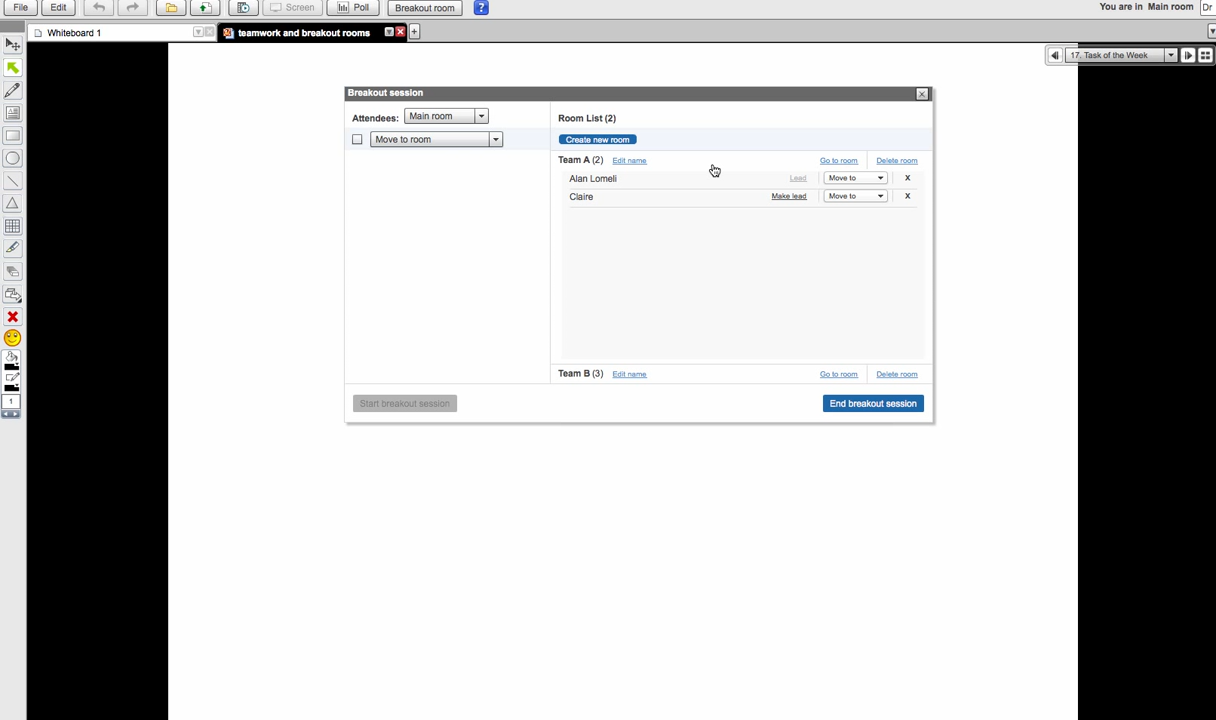 File Edit Screen Poll Breakout room ? You are in Main room Dr
Whiteboard 1 teamwork and breakout rooms +
17. Task of the Week
Breakout session x
Attendees: Main room Room List (2)
Move to room Create new room
Team A (2) Edit name Go to room Delete room
Alan Lomeli Lead Move to X
Claire Make lead Move to X
Team B (3) Edit name Go to room Delete room
1
Start breakout session End breakout session